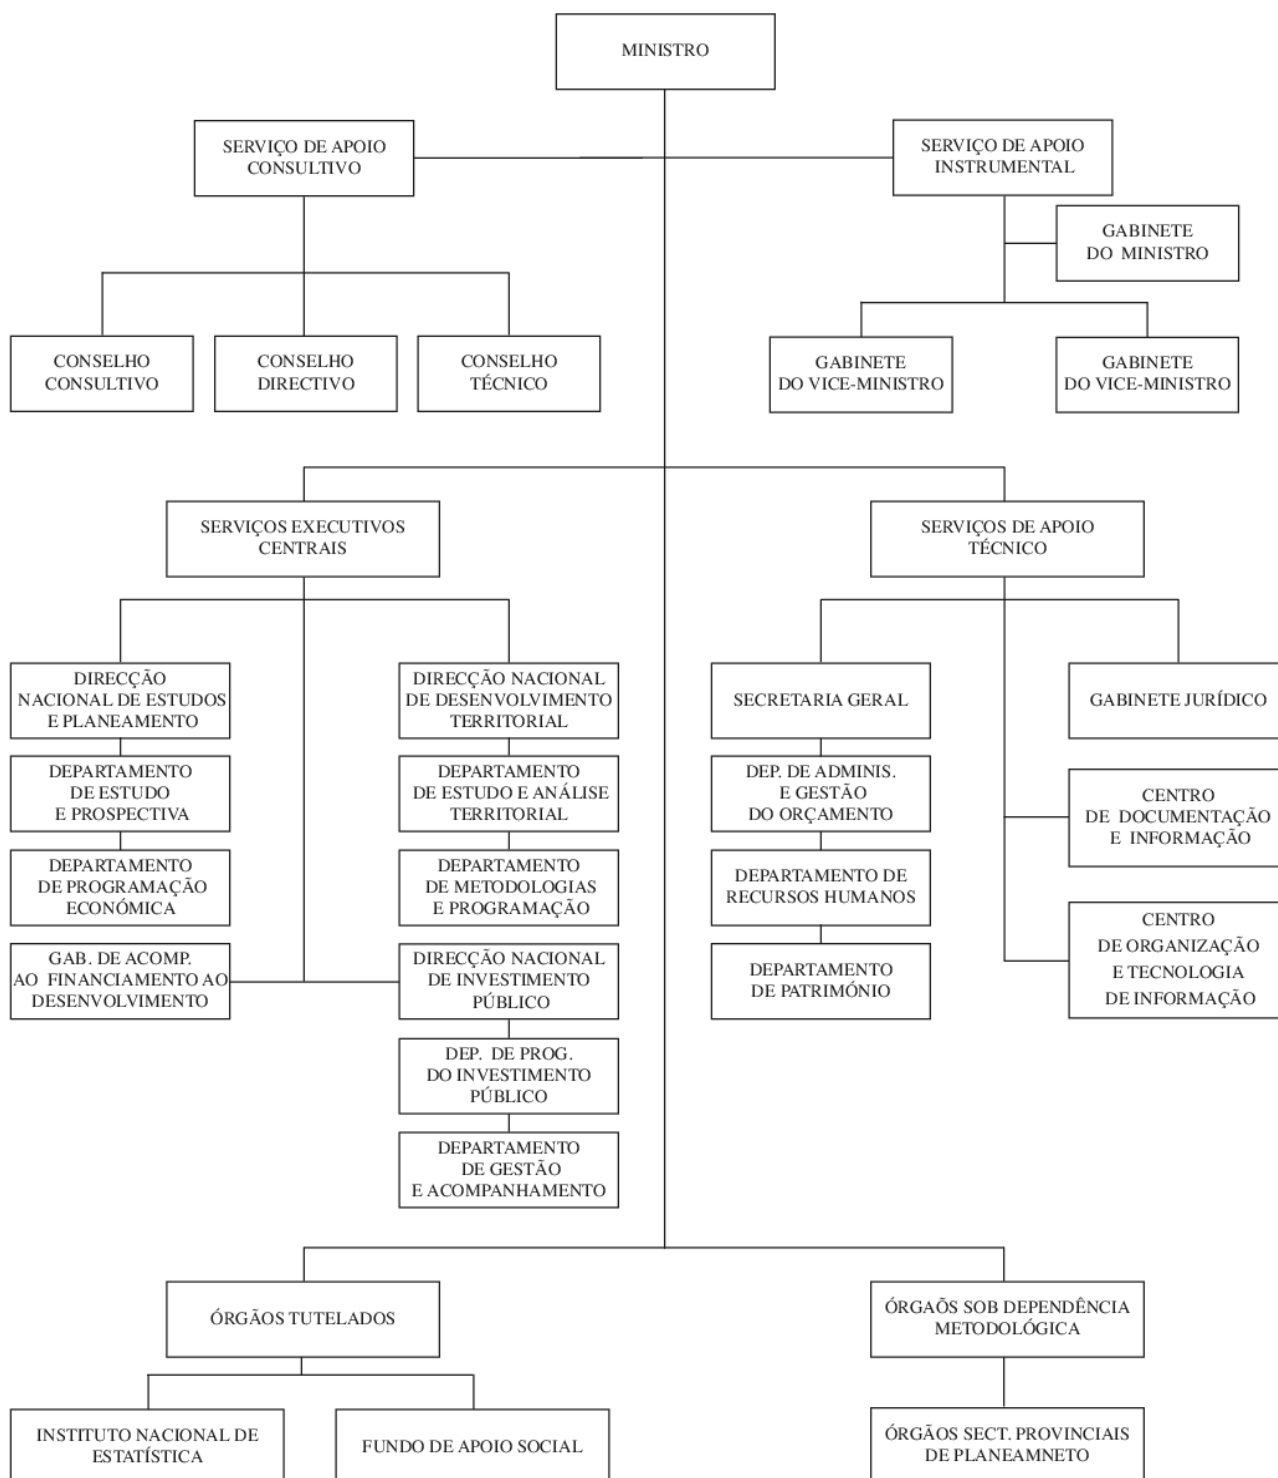 MINISTRO
SERVIÇO DE APOIO
CONSULTIVO
SERVIÇO DE APOIO
INSTRUMENTAL
GABINETE
DO MINISTRO
CONSELHO
CONSULTIVO
CONSELHO
DIRECTIVO
CONSELHO
TÉCNICO
GABINETE
DO VICE-MINISTRO
GABINETE
DO VICE-MINISTRO
SERVIÇOS EXECUTIVOS
CENTRAIS
SERVIÇOS DE APOIO
TÉCNICO
DIRECÇÃO
NACIONAL DE ESTUDOS
E PLANEAMENTO
DEPARTAMENTO
DE ESTUDO
E PROSPECTIVA
DEPARTAMENTO
DE PROGRAMAÇÃO
ECONÓMICA
GAB. DE ACOMP.
AO FINANCIAMENTO AO
DESENVOLVIMENTO
DIRECÇÃO NACIONAL
DE DESENVOLVIMENTO
TERRITORIAL
DEPARTAMENTO
DE ESTUDO E ANÁLISE
TERRITORIAL
DEPARTAMENTO
DE METODOLOGIAS
E PROGRAMAÇÃO
DIRECÇÃO NACIONAL
DE INVESTIMENTO
PÚBLICO
DEP. DE PROG.
DO INVESTIMENTO
PÚBLICO
DEPARTAMENTO
DE GESTÃO
E ACOMPANHAMENTO
SECRETARIA GERAL
DEP. DE ADMINIS.
E GESTÃO
DO ORÇAMENTO
DEPARTAMENTO DE
RECURSOS HUMANOS
DEPARTAMENTO
DE PATRIMÓNIO
GABINETE JURÍDICO
CENTRO
DE DOCUMENTAÇÃO
E INFORMAÇÃO
CENTRO
DE ORGANIZAÇÃO
E TECNOLOGIA
DE INFORMAÇÃO
ÓRGÃOS TUTELADOS
ÓRGAÕS SOB DEPENDÊNCIA
METODOLÓGICA
INSTITUTO NACIONAL DE
ESTATÍSTICA
FUNDO DE APOIO SOCIAL
ÓRGÃOS SECT. PROVINCIAIS
DE PLANEAMNETO